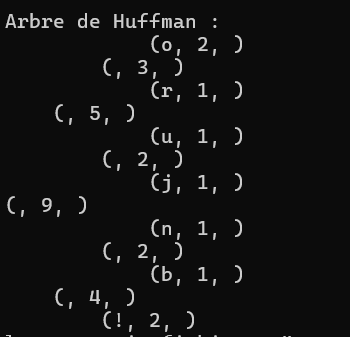 Arbre de Huffman :
(o, 2, )
(, 3, )
(r, 1, )
(, 5, )
(u, 1, )
(, 2, )
(j, 1, )
(, 9, )
(n, 1, )
(, 2, )
(b, 1, )
(, 4, )
(!, 2, )